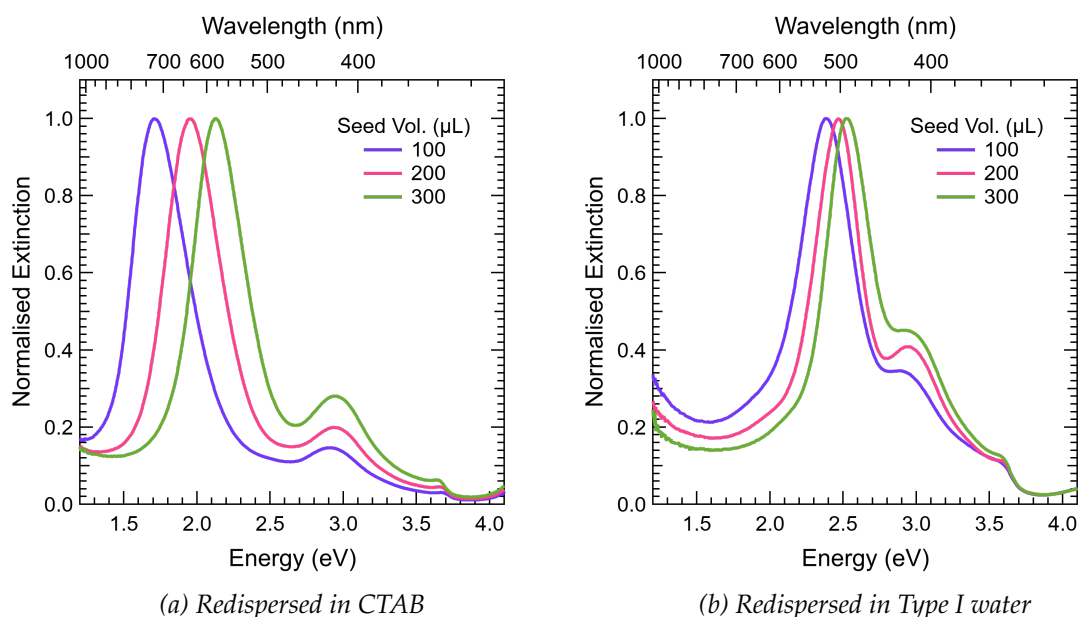 Wavelength (nm)
1000 700 600 500 400
Normalised Extinction
1.0
0.8
0.6
0.4
0.2
0.0
Seed Vol. (µL)
100
200
300
1.5 2.0 2.5 3.0 3.5 4.0
Energy (eV)
(a) Redispersed in CTAB
Wavelength (nm)
1000 700 600 500 400
Normalised Extinction
1.0
0.8
0.6
0.4
0.2
0.0
Seed Vol. (µL)
100
200
300
1.5 2.0 2.5 3.0 3.5 4.0
Energy (eV)
(b) Redispersed in Type I water